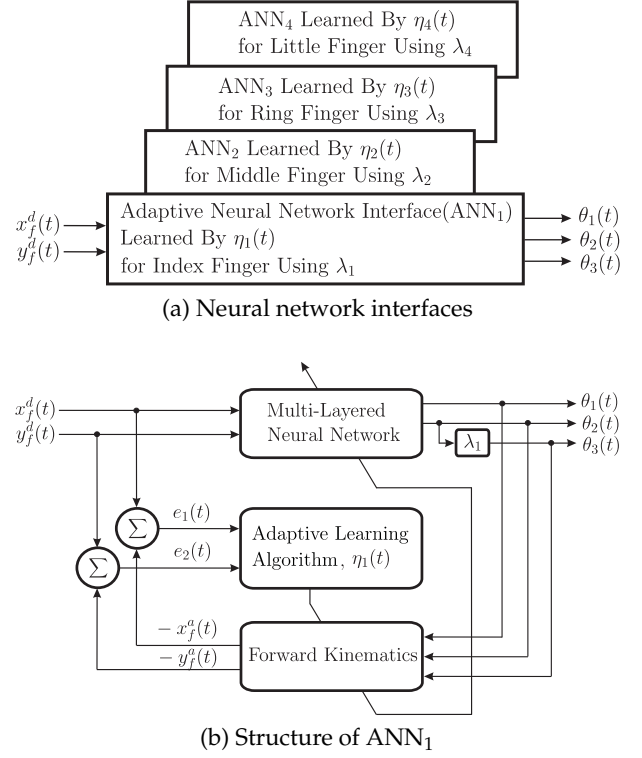 ANN₄ Learned By η₄(t)
for Little Finger Using λ₄
ANN₃ Learned By η₃(t)
for Ring Finger Using λ₃
ANN₂ Learned By η₂(t)
for Middle Finger Using λ₂
Adaptive Neural Network Interface(ANN₁)
Learned By η₁(t)
for Index Finger Using λ₁
x_f^d(t)
y_f^d(t)
θ₁(t)
θ₂(t)
θ₃(t)
(a) Neural network interfaces
x_f^d(t)
y_f^d(t)
Multi-Layered
Neural Network
λ₁
θ₁(t)
θ₂(t)
θ₃(t)
Σ
Σ
e₁(t)
e₂(t)
Adaptive Learning
Algorithm, η₁(t)
− x_f^a(t)
− y_f^a(t)
Forward Kinematics
(b) Structure of ANN₁